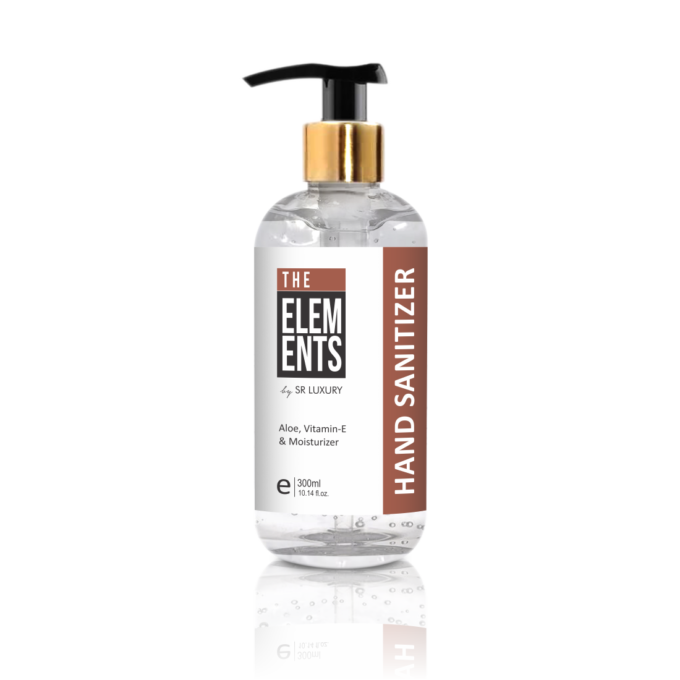 THE
ELEM
ENTS
by SR LUXURY
Aloe, Vitamin-E
& Moisturizer
e 300ml
10.14 fl.oz.
HAND SANITIZER